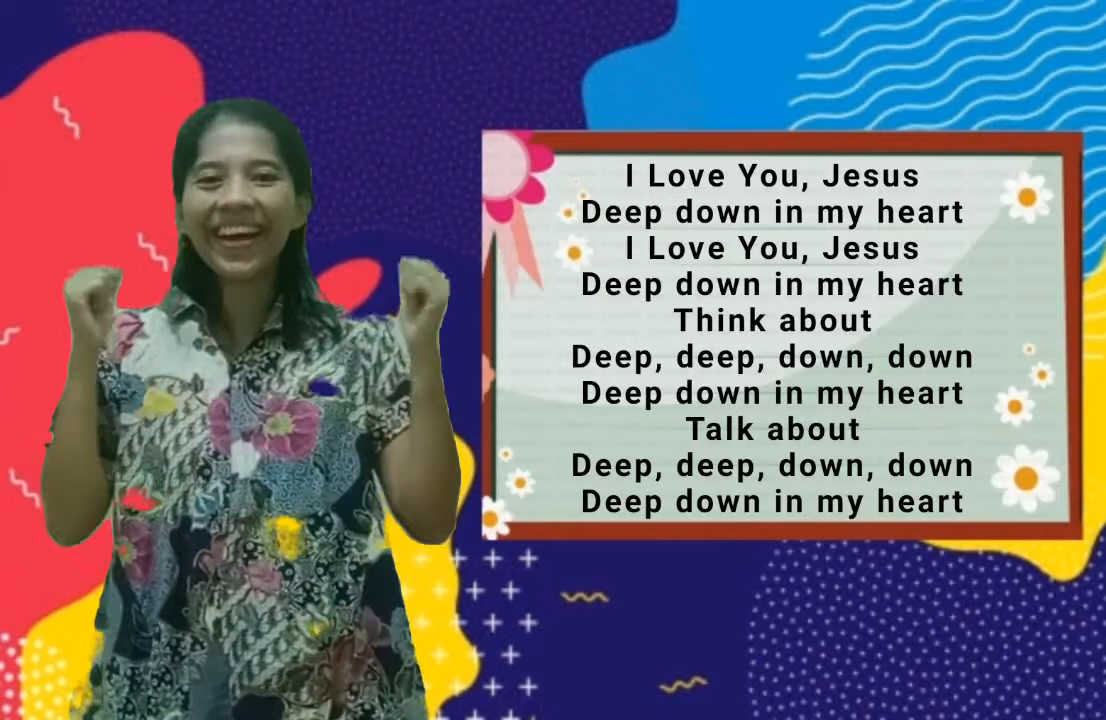 I Love You, Jesus
Deep down in my heart
I Love You, Jesus
Deep down in my heart
Think about
Deep, deep, down, down
Deep down in my heart
Talk about
Deep, deep, down, down
Deep down in my heart